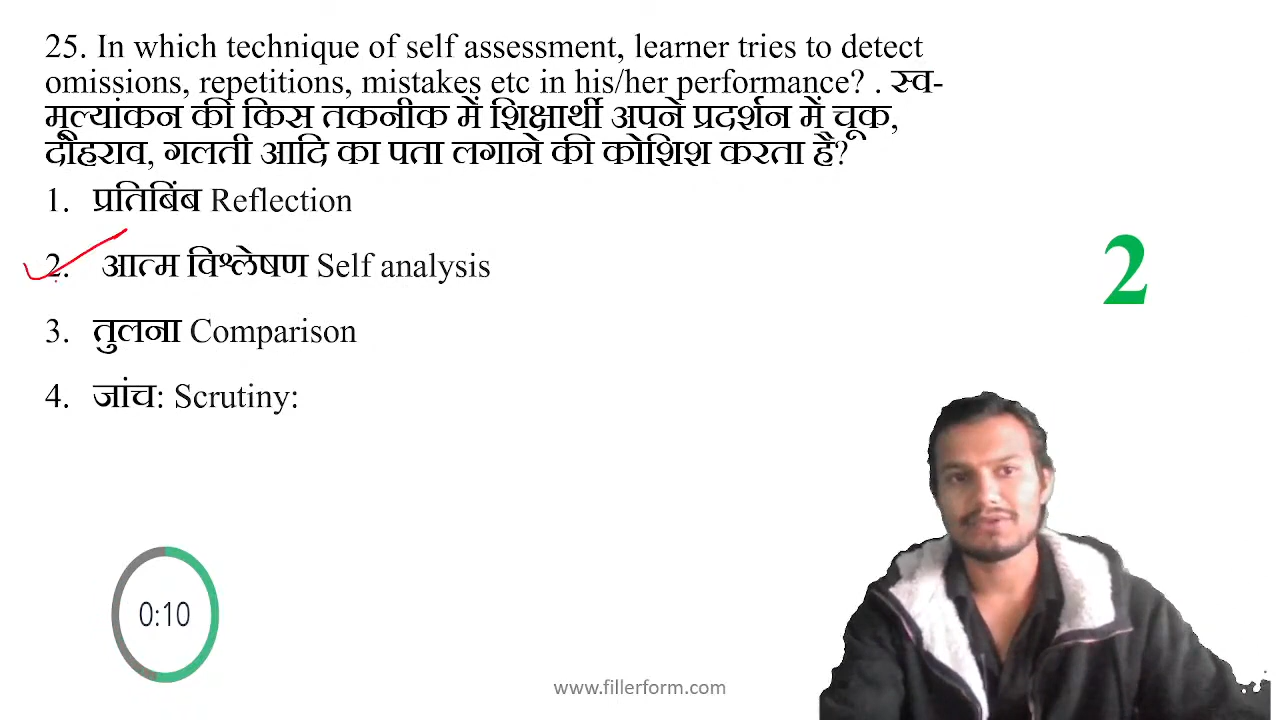 25. In which technique of self assessment, learner tries to detect
omissions, repetitions, mistakes etc in his/her performance? . स्व-
मूल्यांकन की किस तकनीक में शिक्षार्थी अपने प्रदर्शन में चूक,
दोहराव, गलती आदि का पता लगाने की कोशिश करता है?
1. प्रतिबिंब Reflection
2. आत्म विश्लेषण Self analysis
2
3. तुलना Comparison
4. जांच: Scrutiny:
0:10
www.fillerform.com